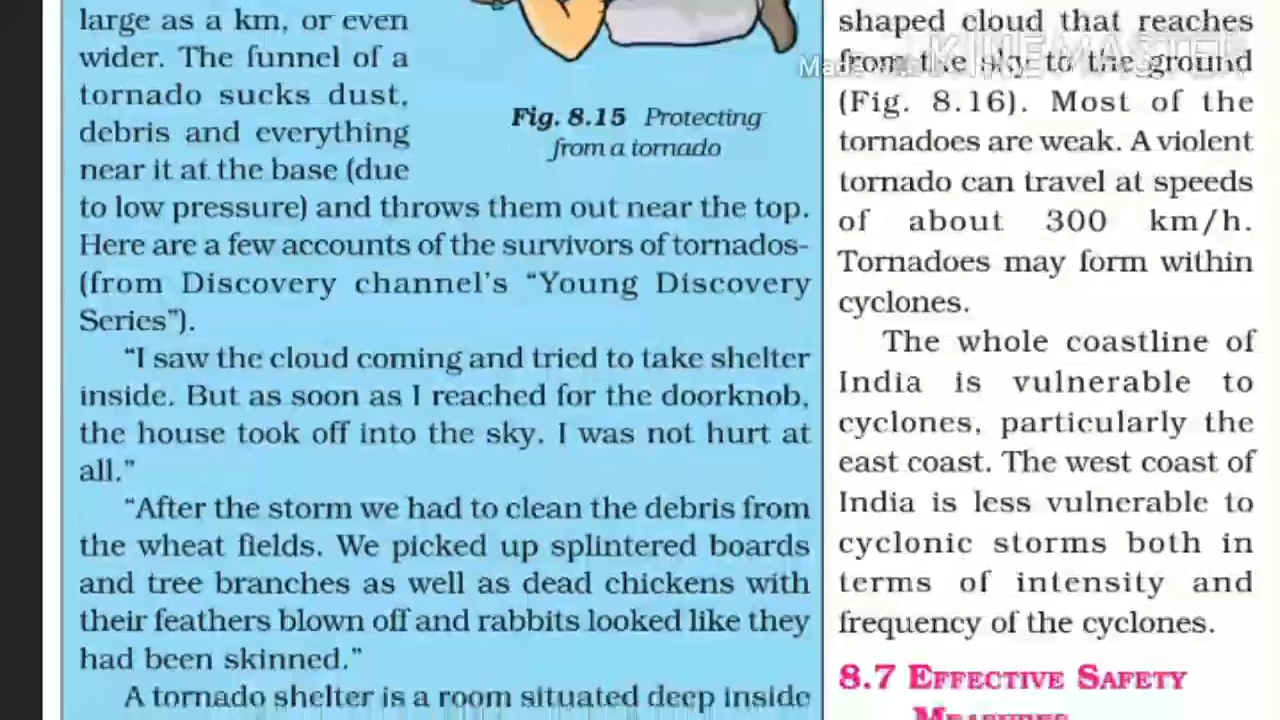 large as a km, or even
wider. The funnel of a
tornado sucks dust,
debris and everything
near it at the base (due
Fig. 8.15 Protecting
from a tornado
to low pressure) and throws them out near the top.
Here are a few accounts of the survivors of tornados-
(from Discovery channel's "Young Discovery
Series").
"I saw the cloud coming and tried to take shelter
inside. But as soon as I reached for the doorknob,
the house took off into the sky. I was not hurt at
all."
"After the storm we had to clean the debris from
the wheat fields. We picked up splintered boards
and tree branches as well as dead chickens with
their feathers blown off and rabbits looked like they
had been skinned."
A tornado shelter is a room situated deep inside
shaped cloud that reaches
from the sky to the ground
(Fig. 8.16). Most of the
tornadoes are weak. A violent
tornado can travel at speeds
of about 300 km/h.
Tornadoes may form within
cyclones.
The whole coastline of
India is vulnerable to
cyclones, particularly the
east coast. The west coast of
India is less vulnerable to
cyclonic storms both in
terms of intensity and
frequency of the cyclones.
8.7 EFFECTIVE SAFETY
MEASURES
KINEMASTER